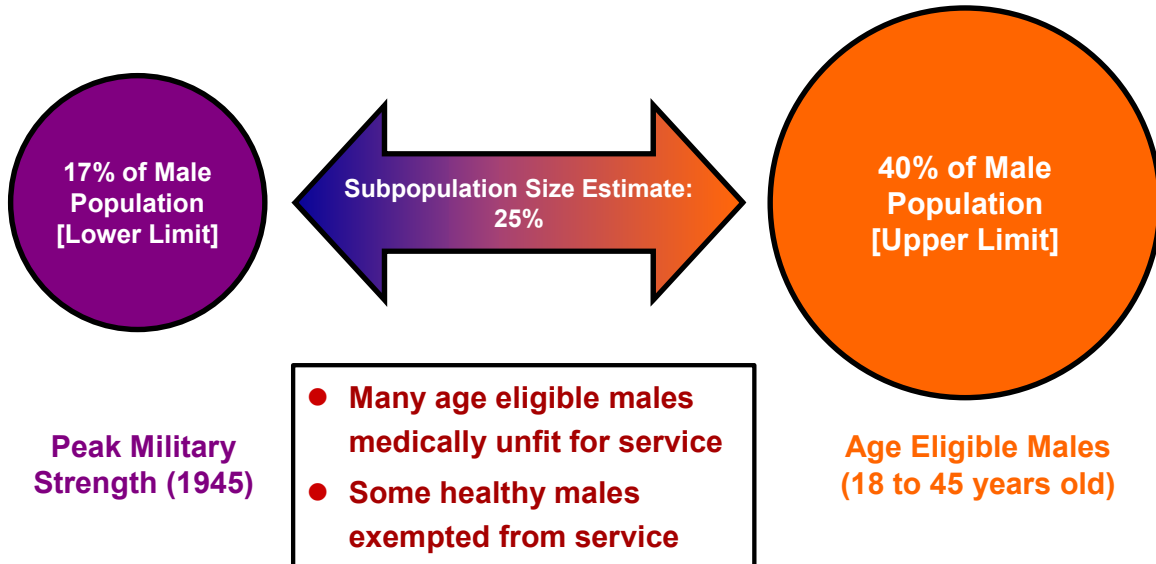 17% of Male
Population
[Lower Limit]
Subpopulation Size Estimate:
25%
40% of Male
Population
[Upper Limit]
Peak Military
Strength (1945)
● Many age eligible males
medically unfit for service
● Some healthy males
exempted from service
Age Eligible Males
(18 to 45 years old)